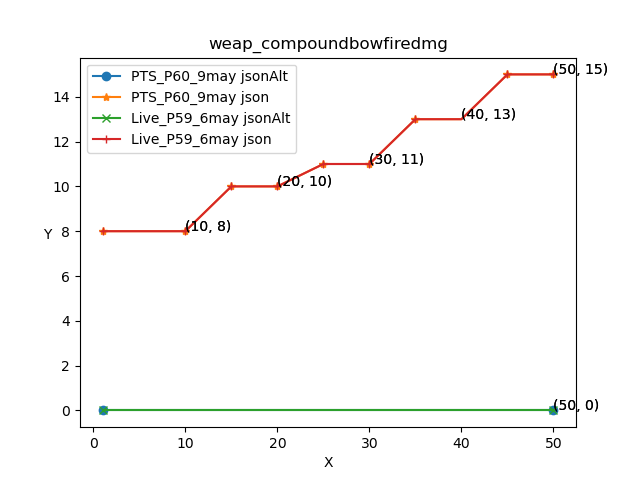 weap_compoundbowfiredmg
PTS_P60_9may jsonAlt
PTS_P60_9may json
Live_P59_6may jsonAlt
Live_P59_6may json
(50, 15)
(40, 13)
(30, 11)
(20, 10)
(10, 8)
(50, 0)
14
12
10
8
6
4
2
0
Y
0 10 20 30 40 50
X